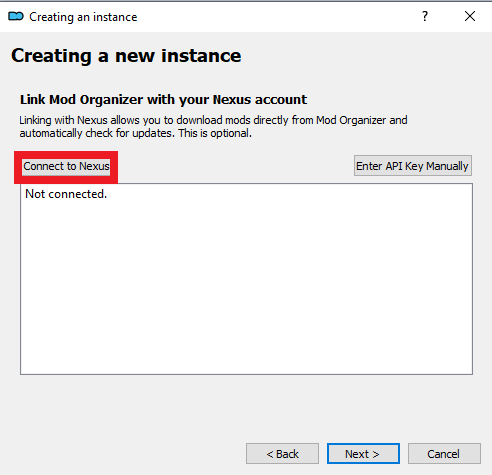 Creating an instance
?
Creating a new instance
Link Mod Organizer with your Nexus account
Linking with Nexus allows you to download mods directly from Mod Organizer and
automatically check for updates. This is optional.
Connect to Nexus
Enter API Key Manually
Not connected.
< Back
Next >
Cancel